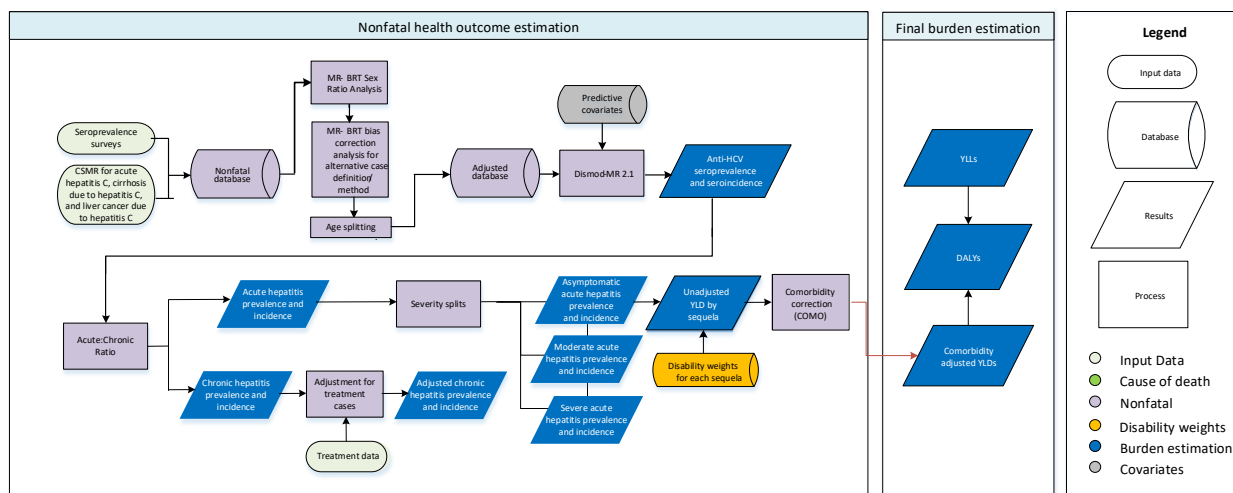 Nonfatal health outcome estimation
Final burden estimation
Legend
Seroprevalence
surveys
CSMR for acute
hepatitis C, cirrhosis
due to hepatitis C,
and liver cancer due
to hepatitis C
Nonfatal
database
MR- BRT Sex
Ratio Analysis
MR- BRT bias
correction
analysis for
alternative case
definition/
method
Age splitting
Adjusted
database
Predictive
covariates
Dismod-MR 2.1
Anti-HCV
seroprevalence
and seroincidence
Acute:Chronic
Ratio
Acute hepatitis
prevalence and
incidence
Severity splits
Asymptomatic
acute hepatitis
prevalence
and incidence
Moderate acute
hepatitis prevalence
and incidence
Severe acute
hepatitis prevalence
and incidence
Unadjusted
YLD by
sequela
Disability weights
for each sequela
Comorbidity
correction
(COMO)
Chronic hepatitis
prevalence and
incidence
Adjustment for
treatment
cases
Adjusted chronic
hepatitis prevalence
and incidence
Treatment data
YLLs
DALYs
Comorbidity
adjusted YLDs
Input data
Database
Results
Process
Input Data
Cause of death
Nonfatal
Disability weights
Burden estimation
Covariates